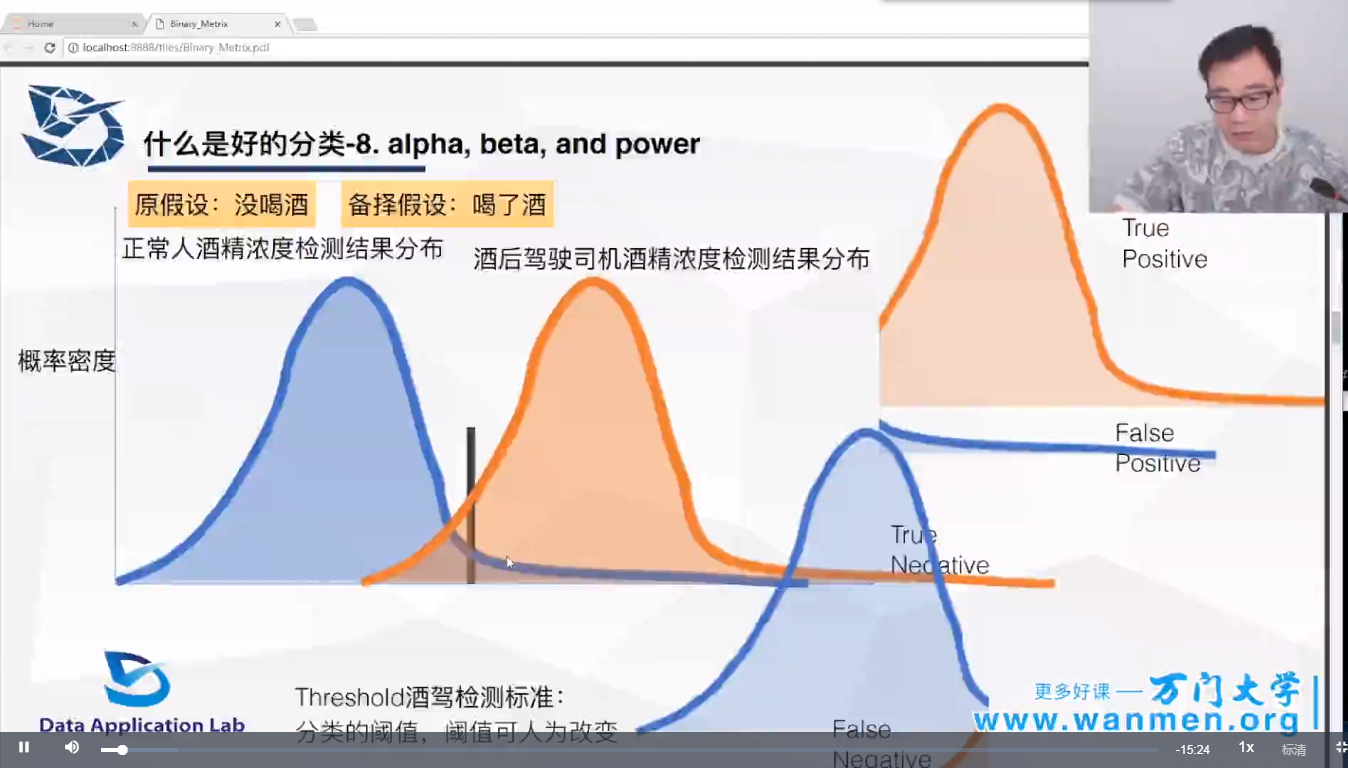 Home
Binary_Metrix
localhost:8888/files/Binary_Metrix.pdf
什么是好的分类-8. alpha, beta, and power
原假设：没喝酒
备择假设：喝了酒
正常人酒精浓度检测结果分布
酒后驾驶司机酒精浓度检测结果分布
True
Positive
概率密度
False
Positive
True
Negative
Threshold酒驾检测标准：
分类的阈值，阈值可人为改变
False
Negative
Data Application Lab
更多好课 — 万门大学
www.wanmen.org
-15:24
1x
标清